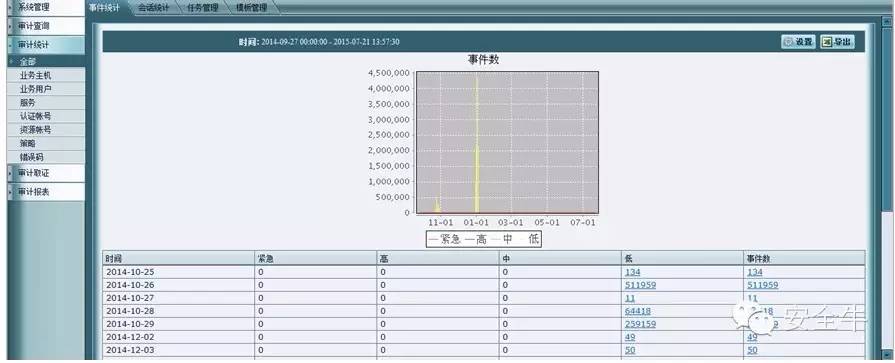 系统管理
审计查询
审计统计
全部
业务主机
业务用户
服务
认证帐号
资源帐号
策略
错误码
审计取证
审计报表
事件统计 会话统计 任务管理 模板管理
时间: 2014-09-27 00:00:00 - 2015-07-21 13:57:30 设置 导出
事件数
4,500,000
4,000,000
3,500,000
3,000,000
2,500,000
2,000,000
1,500,000
1,000,000
500,000
0
11-01 01-01 03-01 05-01 07-01
紧急 高 中 低
时间 紧急 高 中 低 事件数
2014-10-25 0 0 0 134 134
2014-10-26 0 0 0 511959 511959
2014-10-27 0 0 0 11 11
2014-10-28 0 0 0 64418
2014-10-29 0 0 0 259159
2014-12-02 0 0 0 49 49
2014-12-03 0 0 0 50 50
安全牛